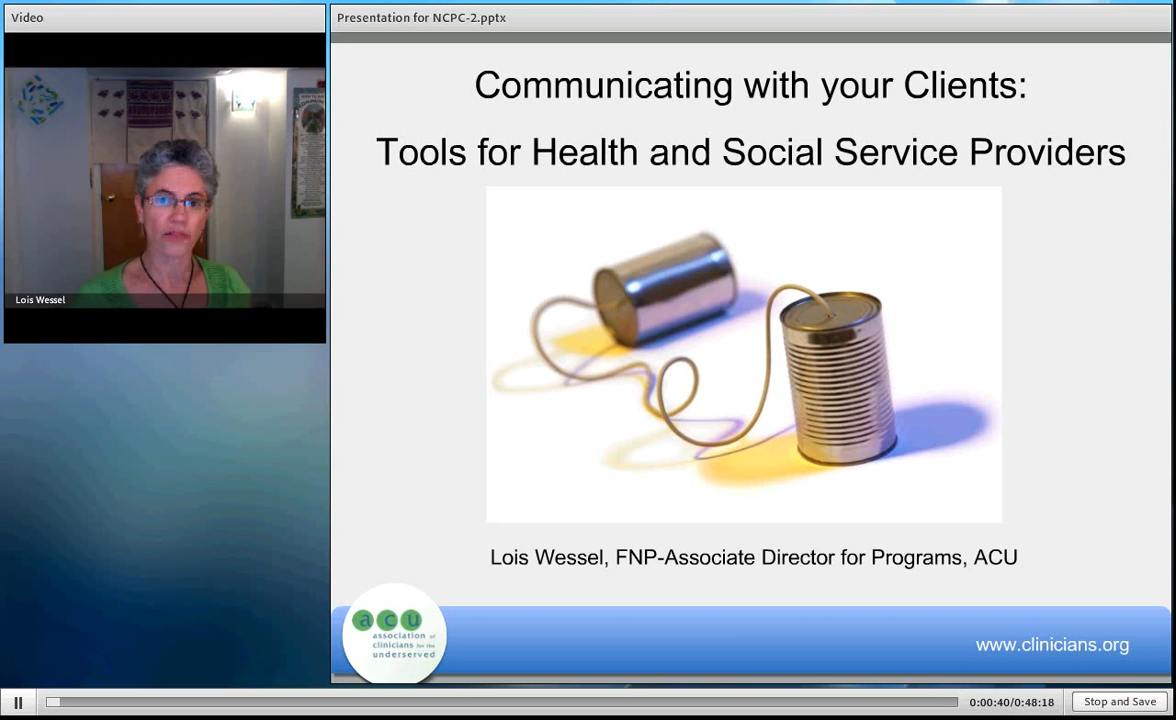 Video
Presentation for NCPC-2.pptx
Communicating with your Clients:
Tools for Health and Social Service Providers
Lois Wessel
Lois Wessel, FNP-Associate Director for Programs, ACU
acu
association of
clinicians for the
underserved
www.clinicians.org
0:00:40/0:48:18
Stop and Save